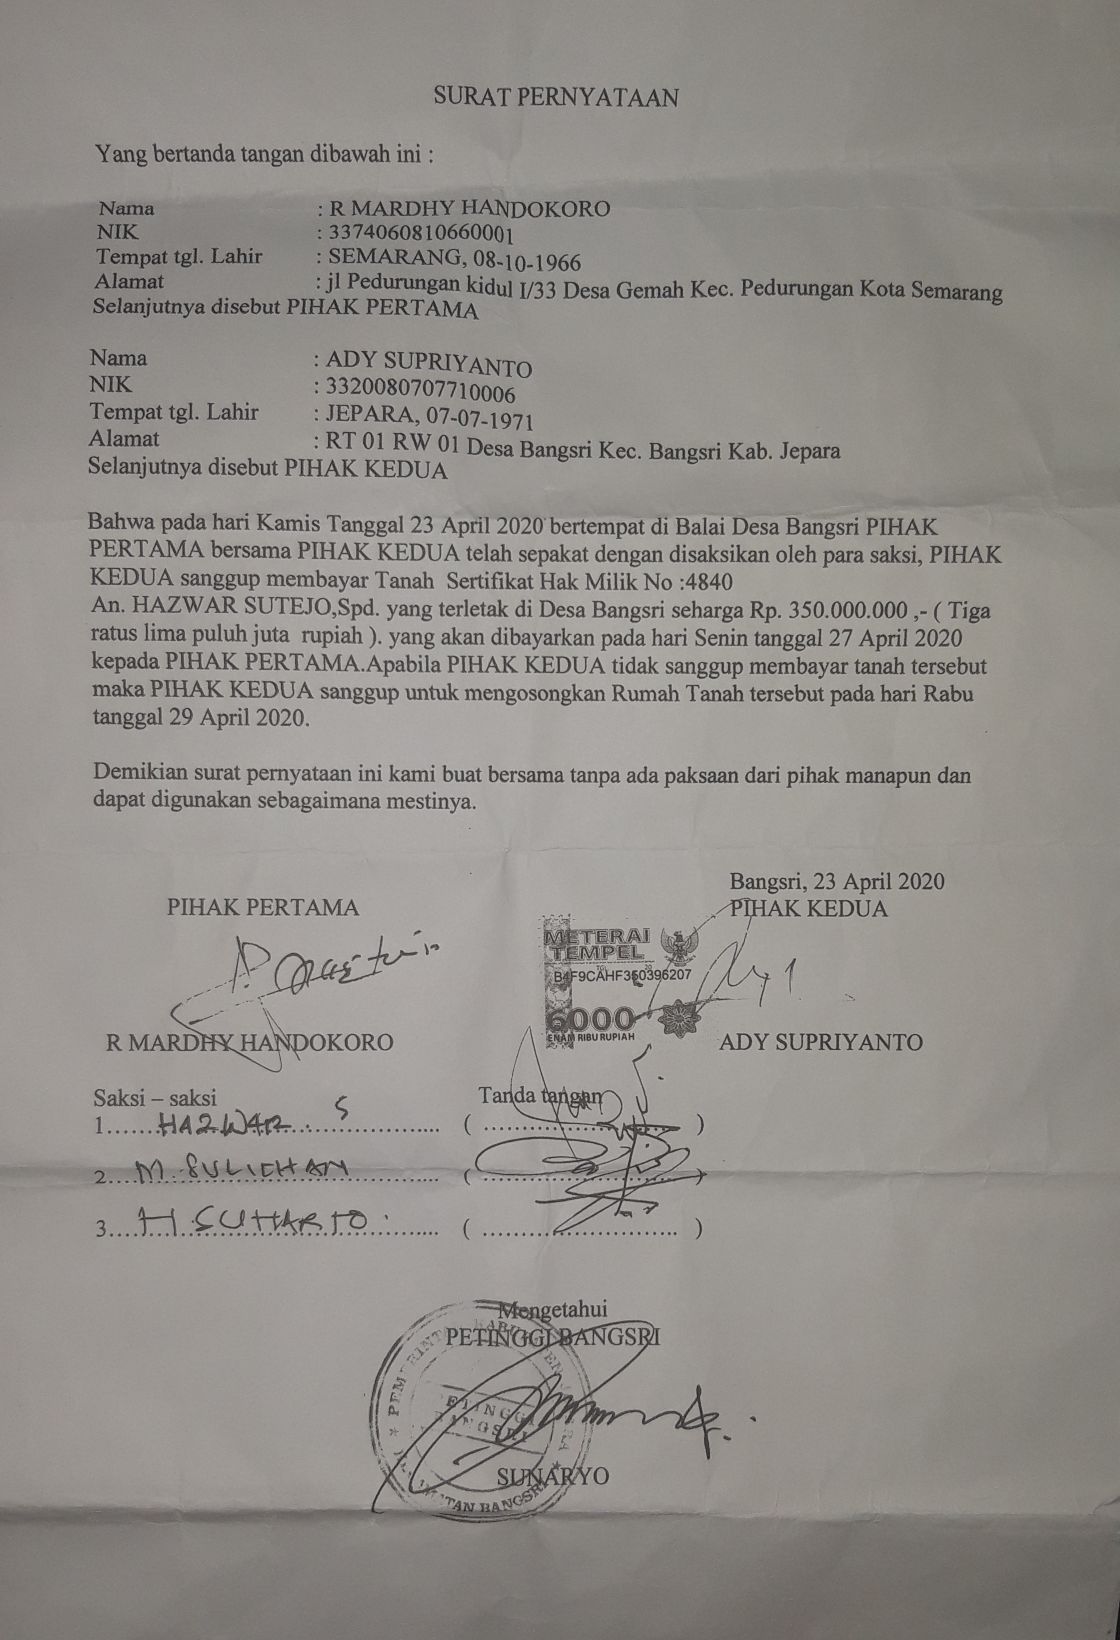 SURAT PERNYATAAN
Yang bertanda tangan dibawah ini :
Nama : R MARDHY HANDOKORO
NIK : 3374060810660001
Tempat tgl. Lahir : SEMARANG, 08-10-1966
Alamat : jl Pedurungan kidul I/33 Desa Gemah Kec. Pedurungan Kota Semarang
Selanjutnya disebut PIHAK PERTAMA
Nama : ADY SUPRIYANTO
NIK : 3320080707710006
Tempat tgl. Lahir : JEPARA, 07-07-1971
Alamat : RT 01 RW 01 Desa Bangsri Kec. Bangsri Kab. Jepara
Selanjutnya disebut PIHAK KEDUA
Bahwa pada hari Kamis Tanggal 23 April 2020 bertempat di Balai Desa Bangsri PIHAK
PERTAMA bersama PIHAK KEDUA telah sepakat dengan disaksikan oleh para saksi, PIHAK
KEDUA sanggup membayar Tanah Sertifikat Hak Milik No :4840
An. HAZWAR SUTEJO,Spd. yang terletak di Desa Bangsri seharga Rp. 350.000.000 ,- ( Tiga
ratus lima puluh juta rupiah ). yang akan dibayarkan pada hari Senin tanggal 27 April 2020
kepada PIHAK PERTAMA.Apabila PIHAK KEDUA tidak sanggup membayar tanah tersebut
maka PIHAK KEDUA sanggup untuk mengosongkan Rumah Tanah tersebut pada hari Rabu
tanggal 29 April 2020.
Demikian surat pernyataan ini kami buat bersama tanpa ada paksaan dari pihak manapun dan
dapat digunakan sebagaimana mestinya.
Bangsri, 23 April 2020
PIHAK PERTAMA PIHAK KEDUA
METERAI
TEMPEL
B4F9CAHF350396207
6000
ENAM RIBU RUPIAH
R MARDHY HANDOKORO ADY SUPRIYANTO
Saksi – saksi Tanda tangan
1.......HAZWAR S.................... ( ............................ )
2....M. SULICHAN.................... ( ............................ )
3....H. SUHARTO.................... ( ............................ )
Mengetahui
PETINGGI BANGSRI
PETINGGI
BANGSRI
SUNARYO